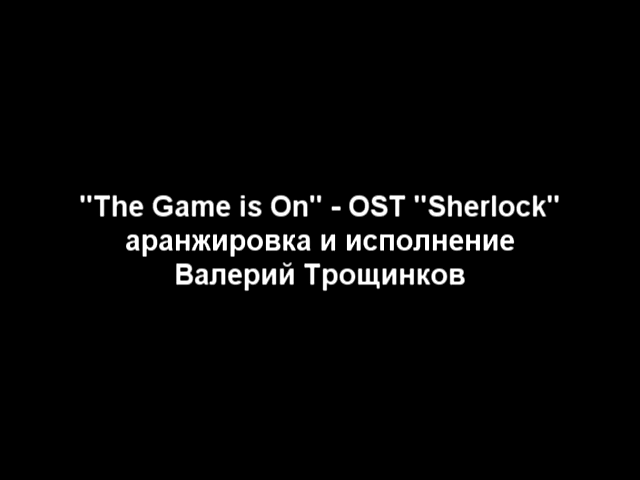 "The Game is On" - OST "Sherlock"
аранжировка и исполнение
Валерий Трощинков